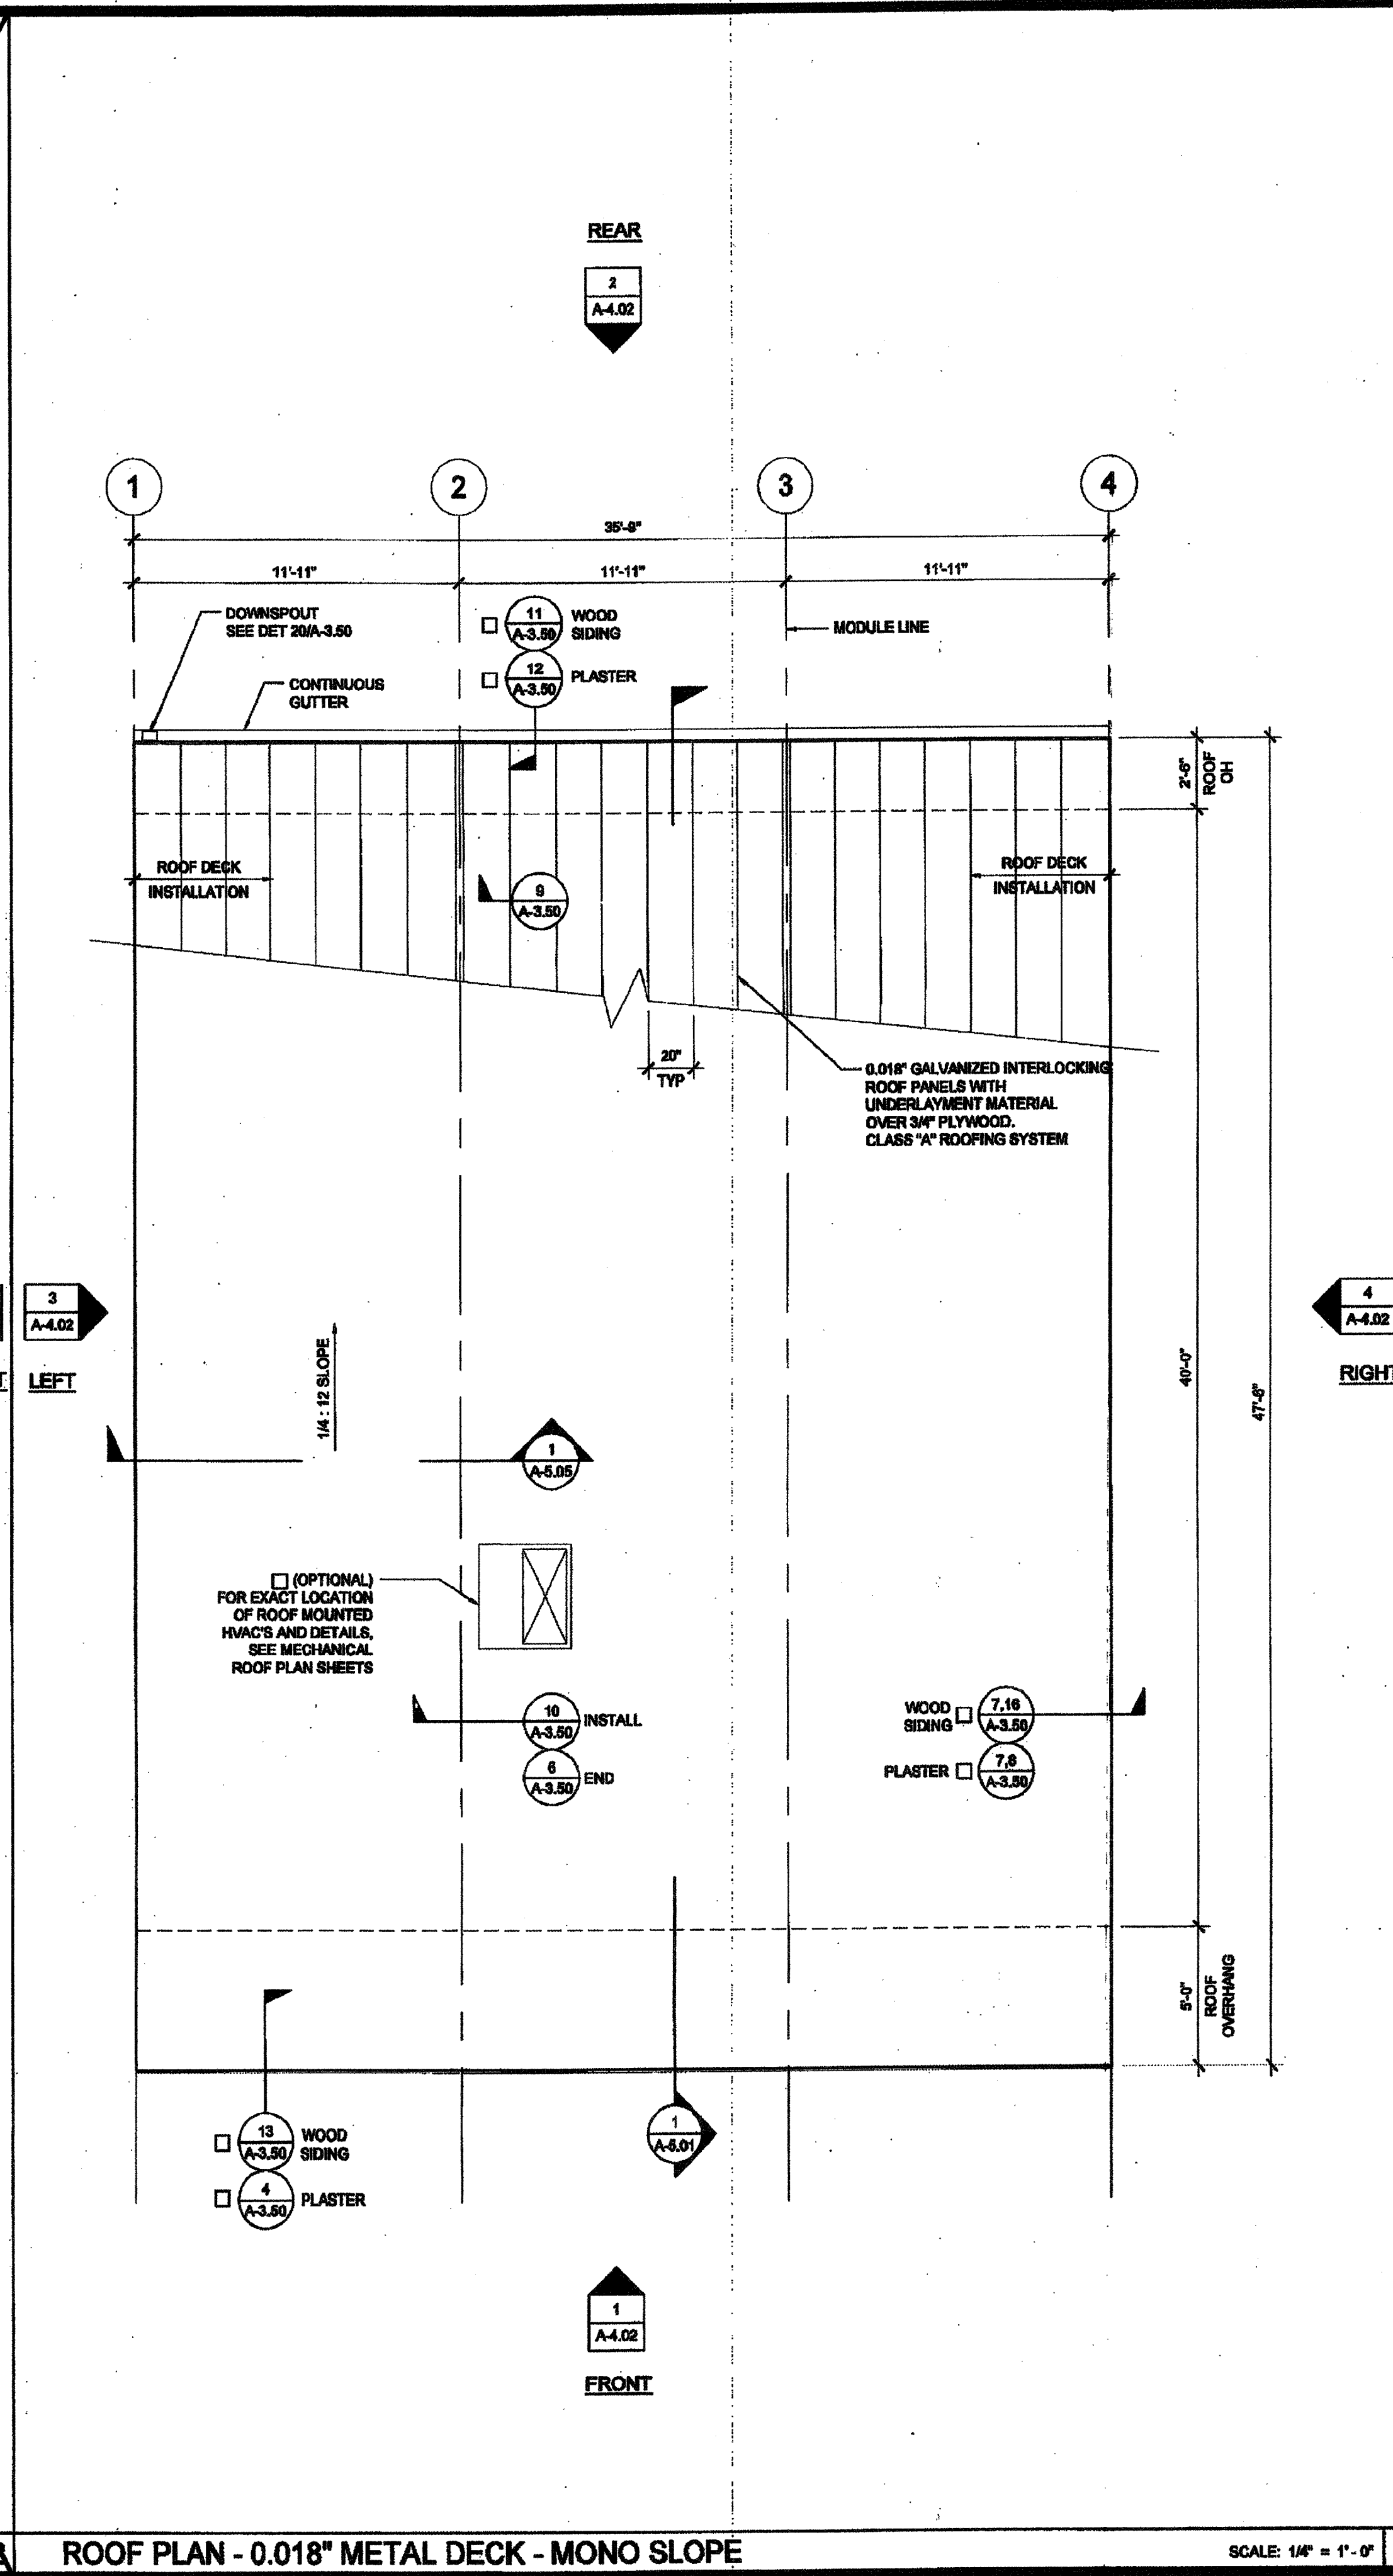 REAR
2
A-4.02
1
2
3
4
35'-9"
11'-11"
11'-11"
11'-11"
DOWNSPOUT
SEE DET 20/A-3.50
11
A-3.50
WOOD
SIDING
MODULE LINE
12
A-3.50
PLASTER
CONTINUOUS
GUTTER
2'-6"
ROOF
OH
ROOF DECK
INSTALLATION
9
A-3.50
ROOF DECK
INSTALLATION
20"
TYP
0.018" GALVANIZED INTERLOCKING
ROOF PANELS WITH
UNDERLAYMENT MATERIAL
OVER 3/4" PLYWOOD.
CLASS "A" ROOFING SYSTEM
3
A-4.02
LEFT
4
A-4.02
RIGHT
1/4 : 12 SLOPE
40'-0"
47'-6"
1
A-5.05
(OPTIONAL)
FOR EXACT LOCATION
OF ROOF MOUNTED
HVAC'S AND DETAILS,
SEE MECHANICAL
ROOF PLAN SHEETS
10
A-3.50
INSTALL
6
A-3.50
END
WOOD
SIDING
7,16
A-3.50
PLASTER
7,8
A-3.50
5'-0"
ROOF
OVERHANG
13
A-3.50
WOOD
SIDING
4
A-3.50
PLASTER
1
1
A-4.02
FRONT
ROOF PLAN - 0.018" METAL DECK - MONO SLOPE
SCALE: 1/4" = 1'- 0"